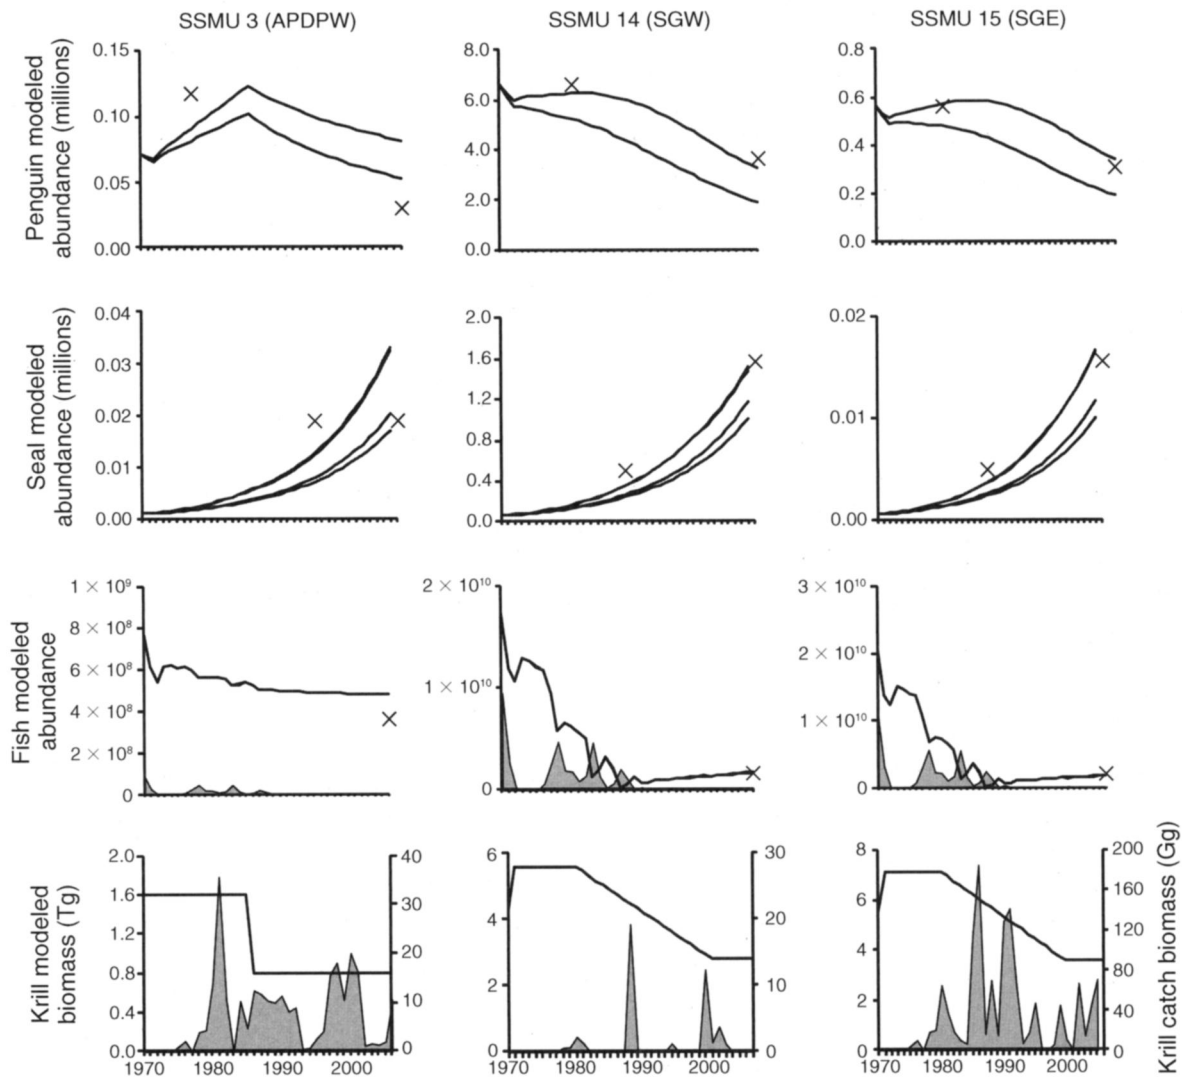 SSMU 3 (APDPW) SSMU 14 (SGW) SSMU 15 (SGE)
Penguin modeled
abundance (millions)
0.15
0.10
0.05
0.00
8.0
6.0
4.0
2.0
0.0
0.8
0.6
0.4
0.2
0.0
Seal modeled
abundance (millions)
0.04
0.03
0.02
0.01
0.00
2.0
1.6
1.2
0.8
0.4
0.0
0.02
0.01
0.00
Fish modeled
abundance
1 × 10⁹
8 × 10⁸
6 × 10⁸
4 × 10⁸
2 × 10⁸
0
2 × 10¹⁰
1 × 10¹⁰
0
3 × 10¹⁰
2 × 10¹⁰
1 × 10¹⁰
0
Krill modeled
biomass (Tg)
2.0
1.6
1.2
0.8
0.4
0.0
40
30
20
10
0
6
4
2
0
30
20
10
0
8
6
4
2
0
200
160
120
80
40
0
Krill catch biomass (Gg)
1970 1980 1990 2000
1970 1980 1990 2000
1970 1980 1990 2000